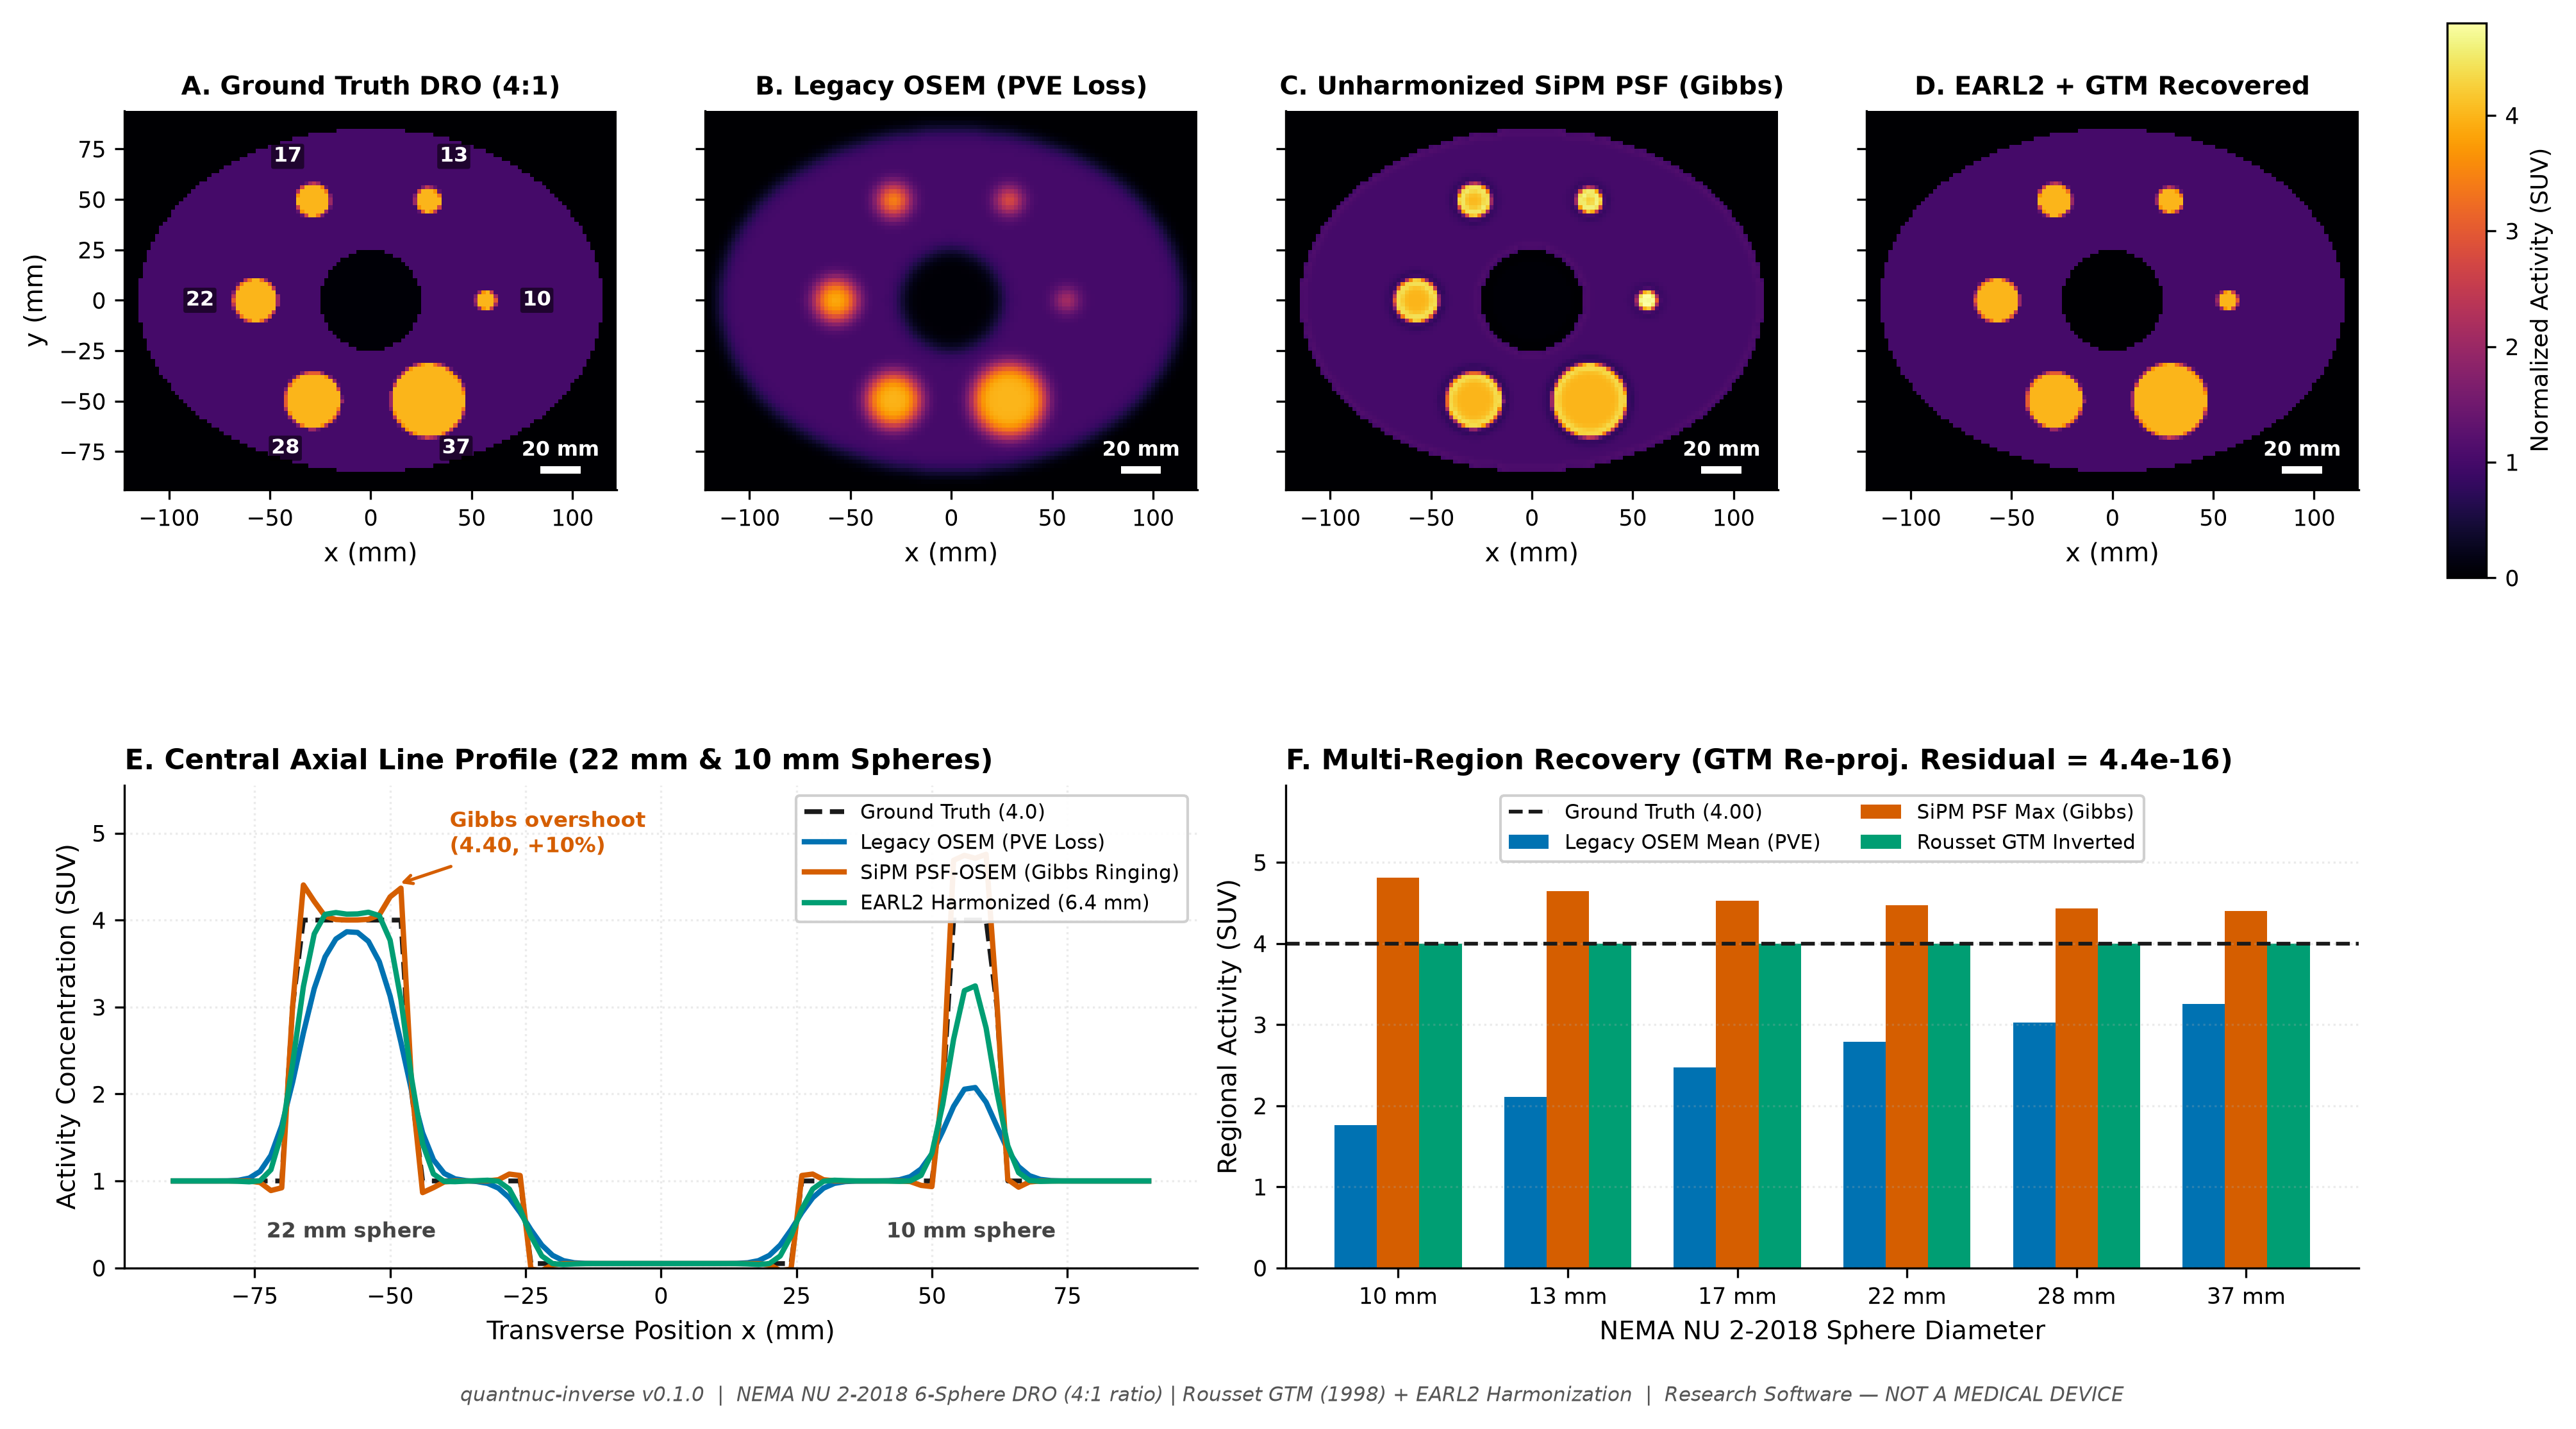 A. Ground Truth DRO (4:1)
B. Legacy OSEM (PVE Loss)
C. Unharmonized SiPM PSF (Gibbs)
D. EARL2 + GTM Recovered
y (mm)
75
50
25
0
−25
−50
−75
17
13
22
10
28
37
20 mm
−100
−50
0
50
100
x (mm)
20 mm
−100
−50
0
50
100
x (mm)
20 mm
−100
−50
0
50
100
x (mm)
20 mm
−100
−50
0
50
100
x (mm)
4
3
2
1
0
Normalized Activity (SUV)
E. Central Axial Line Profile (22 mm & 10 mm Spheres)
Activity Concentration (SUV)
5
4
3
2
1
0
Gibbs overshoot
(4.40, +10%)
Ground Truth (4.0)
Legacy OSEM (PVE Loss)
SiPM PSF-OSEM (Gibbs Ringing)
EARL2 Harmonized (6.4 mm)
22 mm sphere
10 mm sphere
−75
−50
−25
0
25
50
75
Transverse Position x (mm)
F. Multi-Region Recovery (GTM Re-proj. Residual = 4.4e-16)
Regional Activity (SUV)
5
4
3
2
1
0
Ground Truth (4.00)
Legacy OSEM Mean (PVE)
SiPM PSF Max (Gibbs)
Rousset GTM Inverted
10 mm
13 mm
17 mm
22 mm
28 mm
37 mm
NEMA NU 2-2018 Sphere Diameter
quantnuc-inverse v0.1.0 | NEMA NU 2-2018 6-Sphere DRO (4:1 ratio) | Rousset GTM (1998) + EARL2 Harmonization | Research Software — NOT A MEDICAL DEVICE